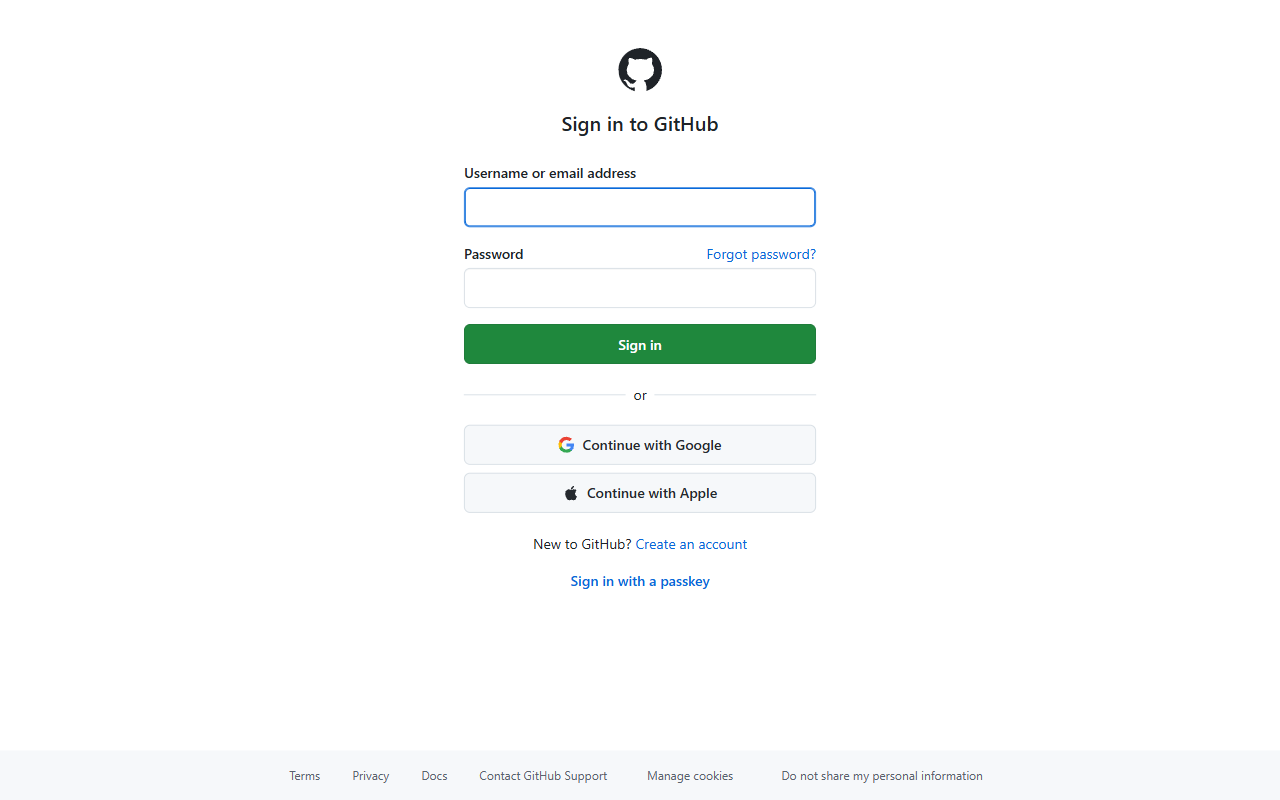 Sign in to GitHub
Username or email address
Password Forgot password?
Sign in
or
Continue with Google
Continue with Apple
New to GitHub? Create an account
Sign in with a passkey
Terms Privacy Docs Contact GitHub Support Manage cookies Do not share my personal information